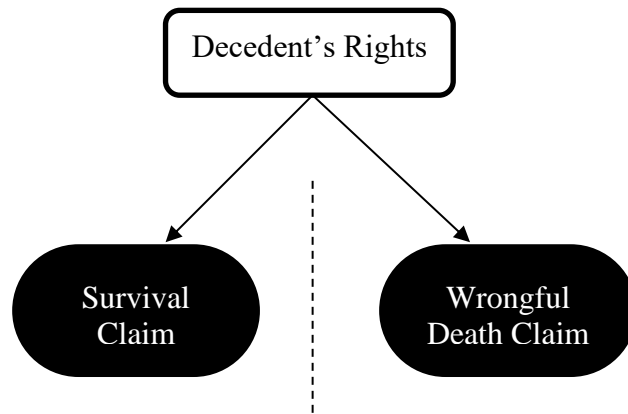 Decedent’s Rights
Survival
Claim
Wrongful
Death Claim